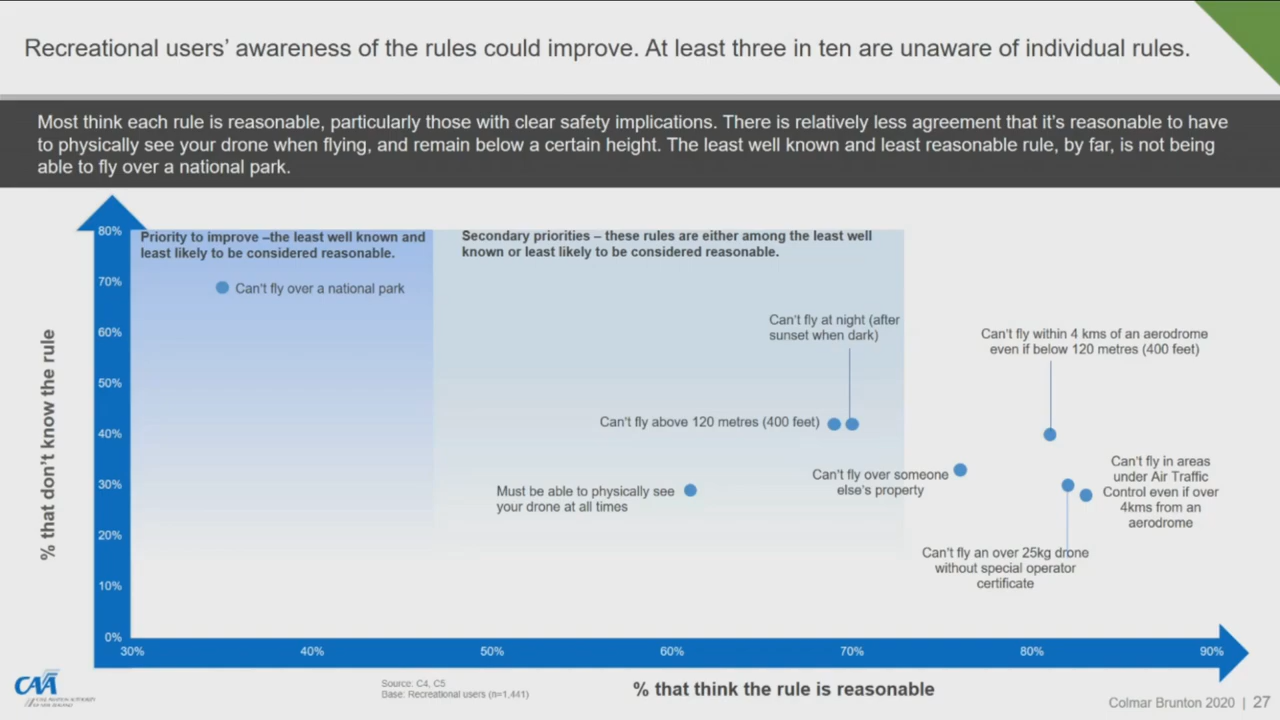 Recreational users' awareness of the rules could improve. At least three in ten are unaware of individual rules.
Most think each rule is reasonable, particularly those with clear safety implications. There is relatively less agreement that it's reasonable to have
to physically see your drone when flying, and remain below a certain height. The least well known and least reasonable rule, by far, is not being
able to fly over a national park.
% that don't know the rule
80%
70%
60%
50%
40%
30%
20%
10%
0%
Priority to improve –the least well known and
least likely to be considered reasonable.
Secondary priorities – these rules are either among the least well
known or least likely to be considered reasonable.
Can't fly over a national park
Can't fly at night (after
sunset when dark)
Can't fly within 4 kms of an aerodrome
even if below 120 metres (400 feet)
Can't fly above 120 metres (400 feet)
Can't fly over someone
else's property
Must be able to physically see
your drone at all times
Can't fly in areas
under Air Traffic
Control even if over
4kms from an
aerodrome
Can't fly an over 25kg drone
without special operator
certificate
30%
40%
50%
60%
70%
80%
90%
% that think the rule is reasonable
CAA
Source: C4, C5
Base: Recreational users (n=1,441)
Colmar Brunton 2020 | 27